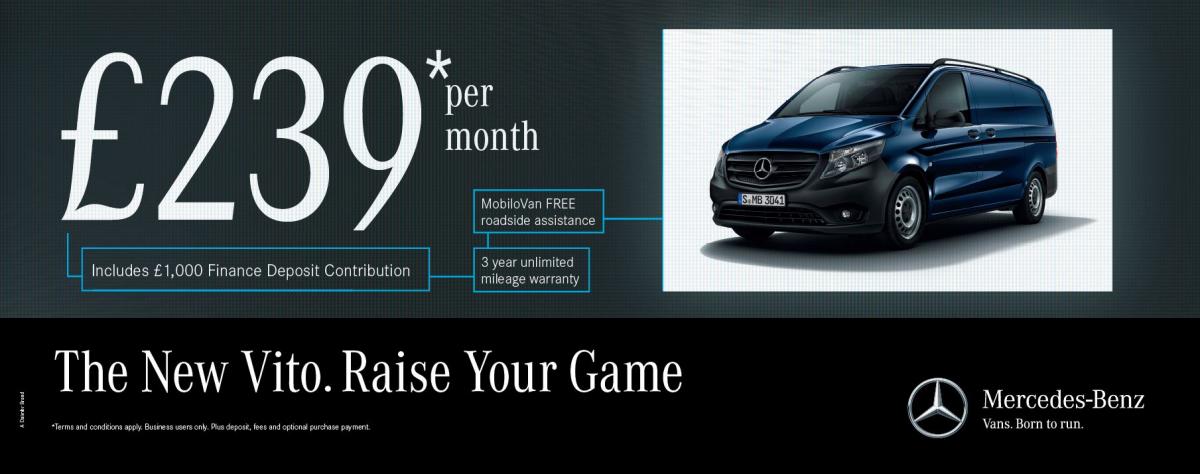 £239*
per
month
MobiloVan FREE
roadside assistance
Includes £1,000 Finance Deposit Contribution
3 year unlimited
mileage warranty
S MB 3041
The New Vito. Raise Your Game
*Terms and conditions apply. Business users only. Plus deposit, fees and optional purchase payment.
A Daimler Brand
Mercedes-Benz
Vans. Born to run.